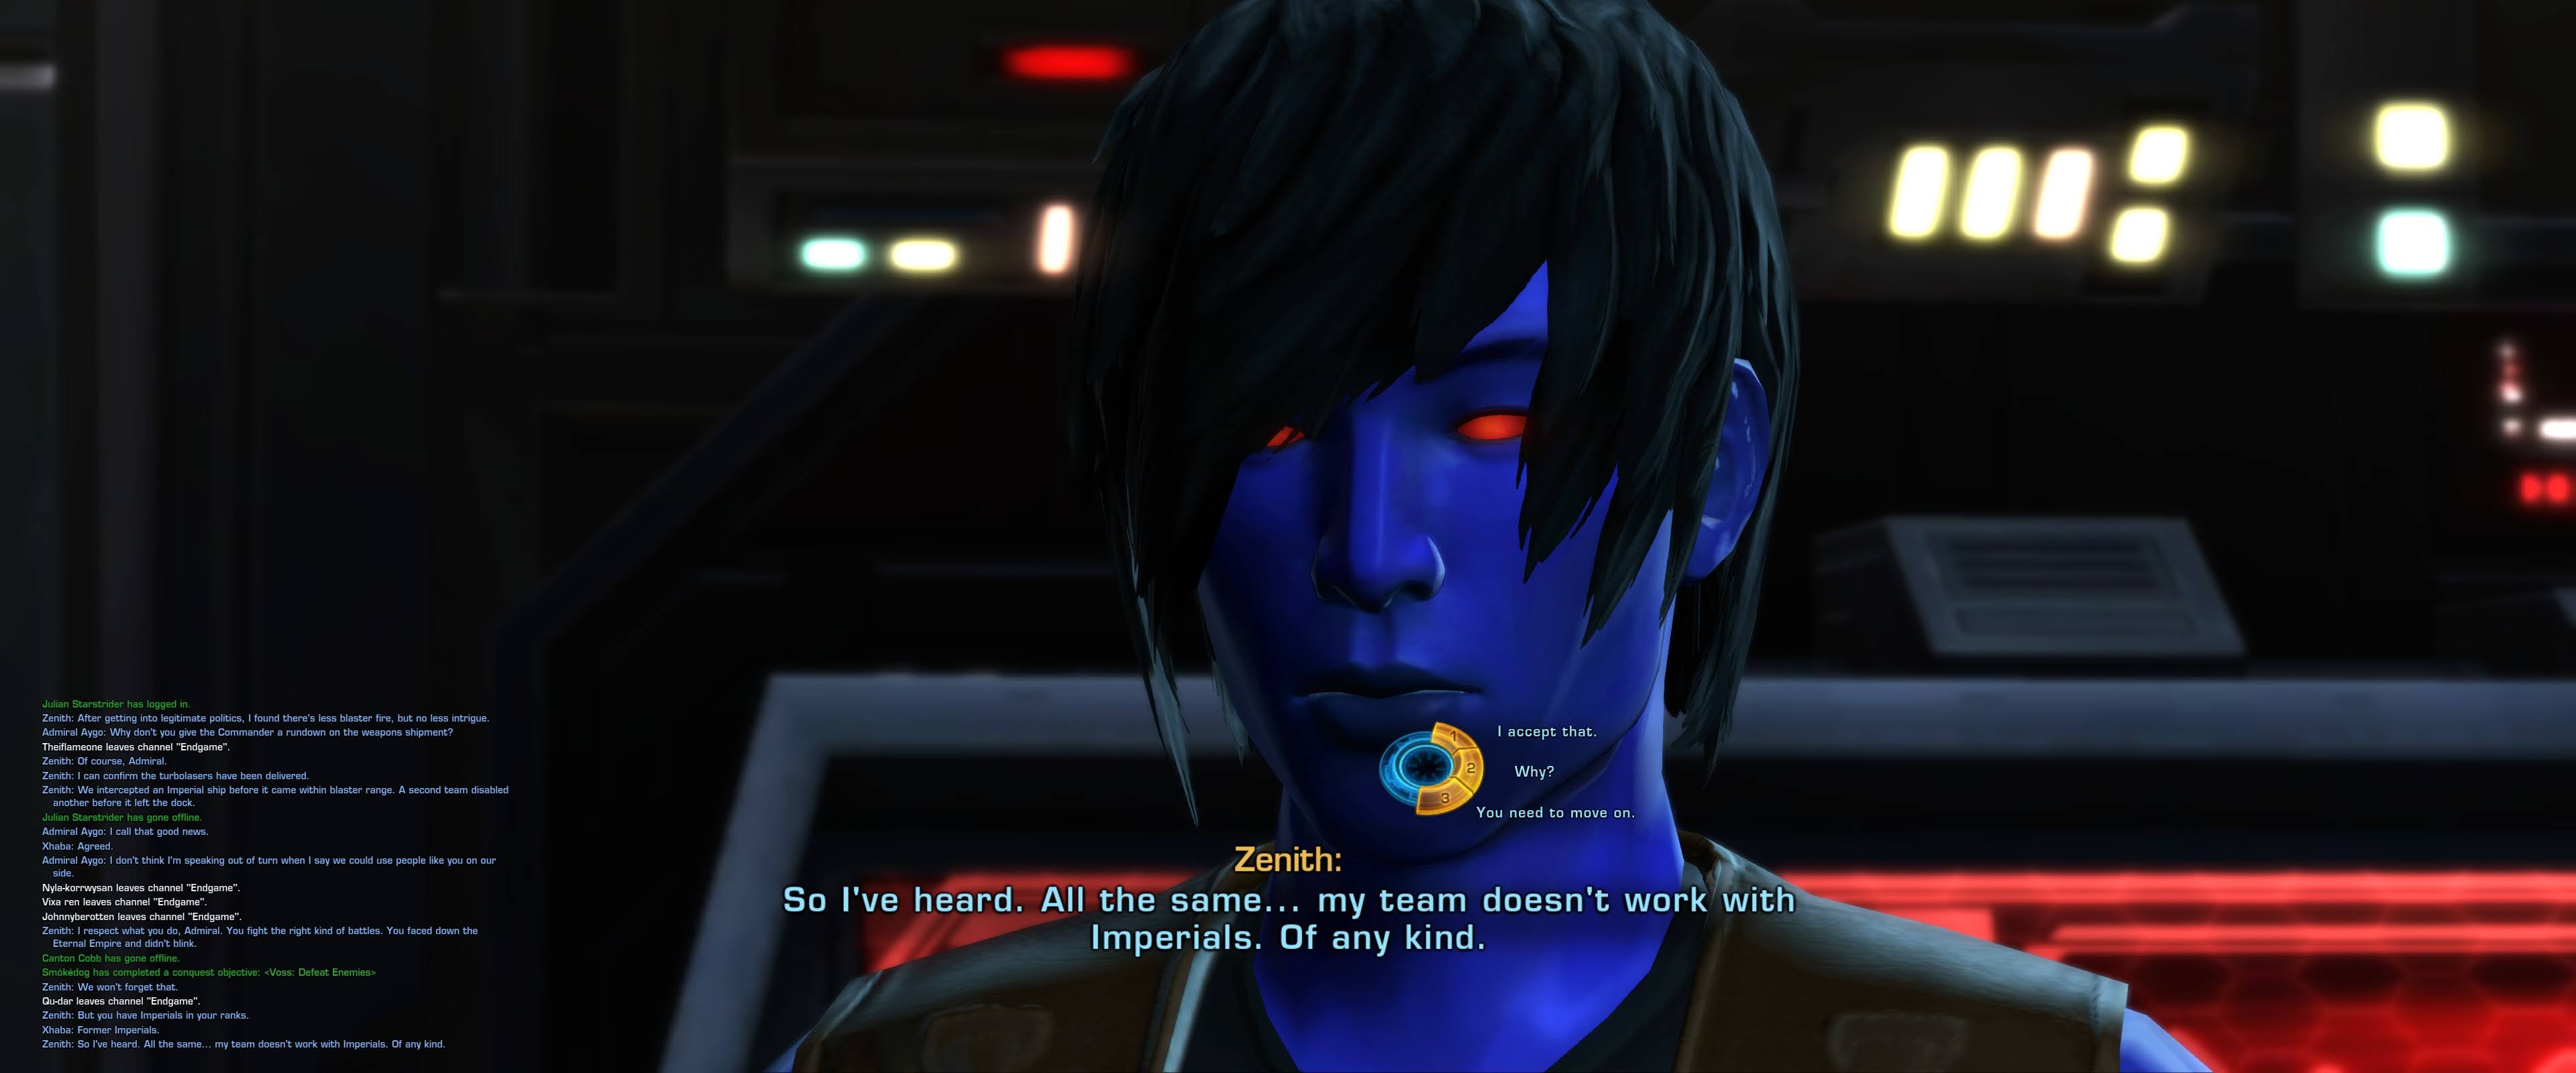 Julian Starstrider has logged in.
Zenith: After getting into legitimate politics, I found there's less blaster fire, but no less intrigue.
Admiral Aygo: Why don't you give the Commander a rundown on the weapons shipment?
Theiflameone leaves channel "Endgame".
Zenith: Of course, Admiral.
Zenith: I can confirm the turbolasers have been delivered.
Zenith: We intercepted an Imperial ship before it came within blaster range. A second team disabled
another before it left the dock.
Julian Starstrider has gone offline.
Admiral Aygo: I call that good news.
Xhaba: Agreed.
Admiral Aygo: I don't think I'm speaking out of turn when I say we could use people like you on our
side.
Nyla-korrwysan leaves channel "Endgame".
Vixa ren leaves channel "Endgame".
Johnnyberotten leaves channel "Endgame".
Zenith: I respect what you do, Admiral. You fight the right kind of battles. You faced down the
Eternal Empire and didn't blink.
Canton Cobb has gone offline.
Smókèdog has completed a conquest objective: <Voss: Defeat Enemies>
Zenith: We won't forget that.
Qu-dar leaves channel "Endgame".
Zenith: But you have Imperials in your ranks.
Xhaba: Former Imperials.
Zenith: So I've heard. All the same... my team doesn't work with Imperials. Of any kind.
1 I accept that.
2 Why?
3 You need to move on.
Zenith:
So I've heard. All the same... my team doesn't work with
Imperials. Of any kind.